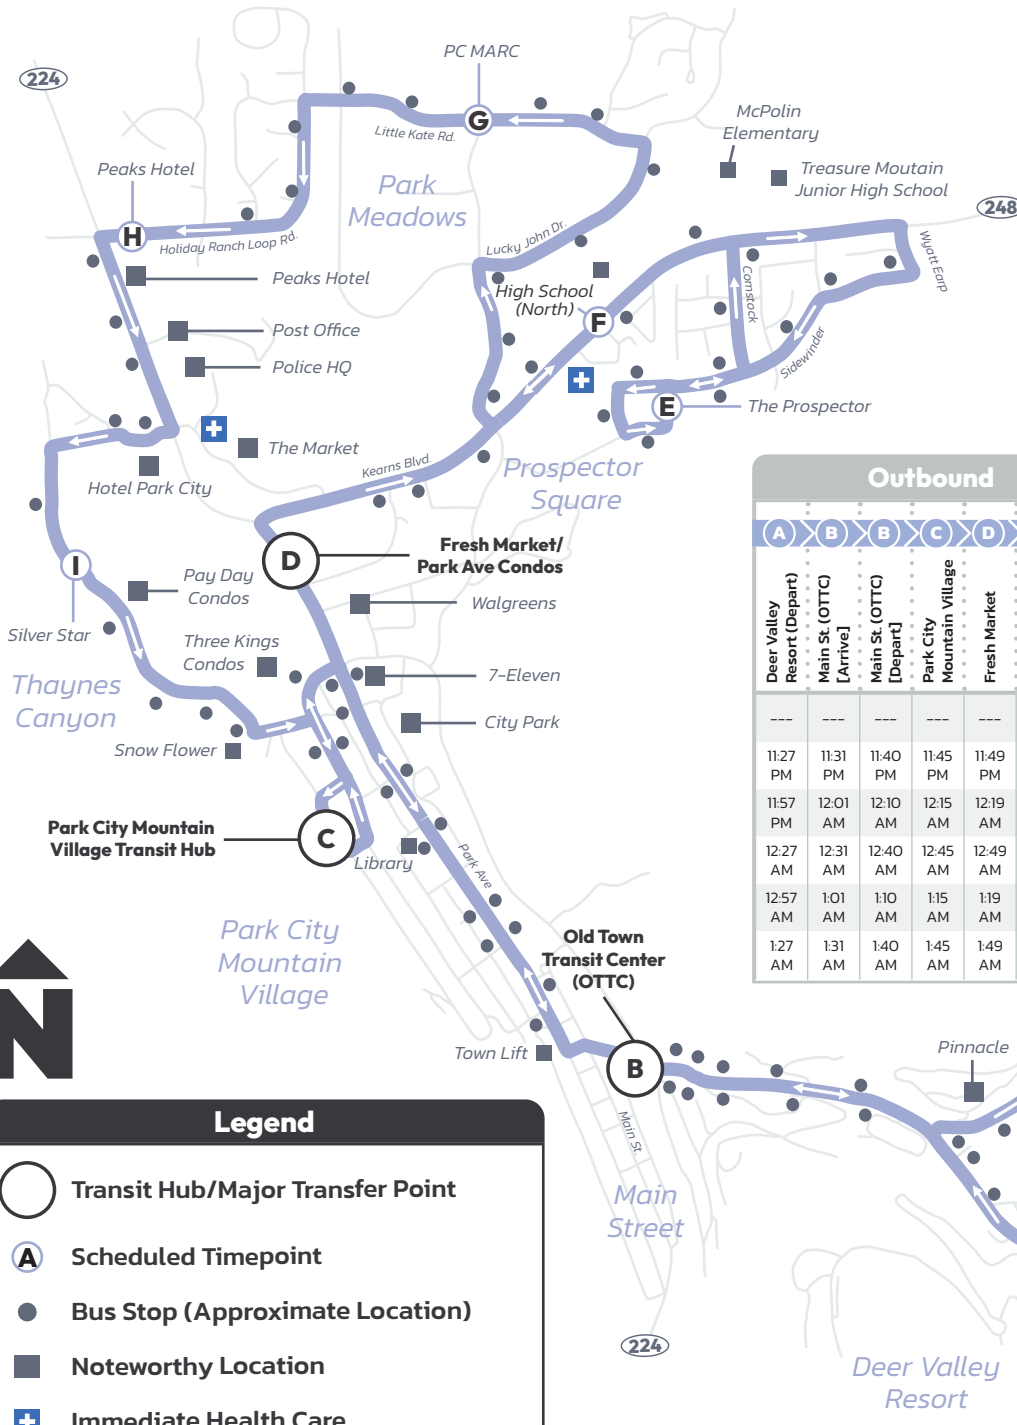 PC MARC
224
G
McPolin
Elementary
Little Kate Rd.
Peaks Hotel
Treasure Moutain
Junior High School
Park
Meadows
248
H
Holiday Ranch Loop Rd.
Lucky John Dr.
Wyatt Earp
Peaks Hotel
High School
(North)
Comstock
F
Post Office
Sidewinder
Police HQ
E
The Prospector
The Market
Kearns Blvd.
Prospector
Square
Hotel Park City
D
Fresh Market/
Park Ave Condos
I
Pay Day
Condos
Walgreens
Silver Star
Three Kings
Condos
7-Eleven
Thaynes
Canyon
City Park
Snow Flower
Park City Mountain
Village Transit Hub
C
Library
Park Ave
Park City
Mountain
Village
Old Town
Transit Center
(OTTC)
Town Lift
B
Pinnacle
Main St.
Main
Street
224
Deer Valley
Resort
Outbound
A B B C D
Deer Valley
Resort (Depart)
Main St. (OTTC)
[Arrive]
Main St. (OTTC)
[Depart]
Park City
Mountain Village
Fresh Market
--- --- --- --- ---
11:27 11:31 11:40 11:45 11:49
PM PM PM PM PM
11:57 12:01 12:10 12:15 12:19
PM AM AM AM AM
12:27 12:31 12:40 12:45 12:49
AM AM AM AM AM
12:57 1:01 1:10 1:15 1:19
AM AM AM AM AM
1:27 1:31 1:40 1:45 1:49
AM AM AM AM AM
N
Legend
Transit Hub/Major Transfer Point
A Scheduled Timepoint
Bus Stop (Approximate Location)
Noteworthy Location
Immediate Health Care